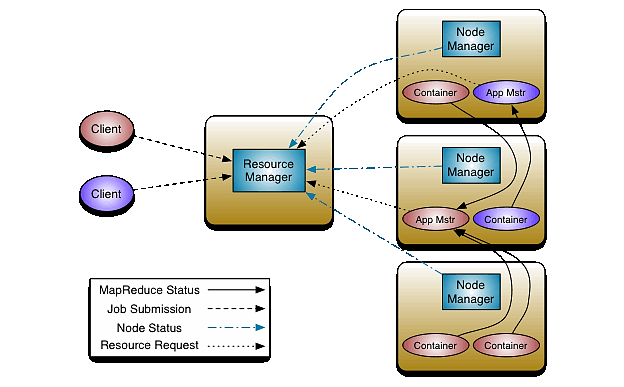 Node
Manager
Container
App Mstr
Client
Resource
Manager
Client
Node
Manager
App Mstr
Container
Node
Manager
Container
Container
MapReduce Status
Job Submission
Node Status
Resource Request